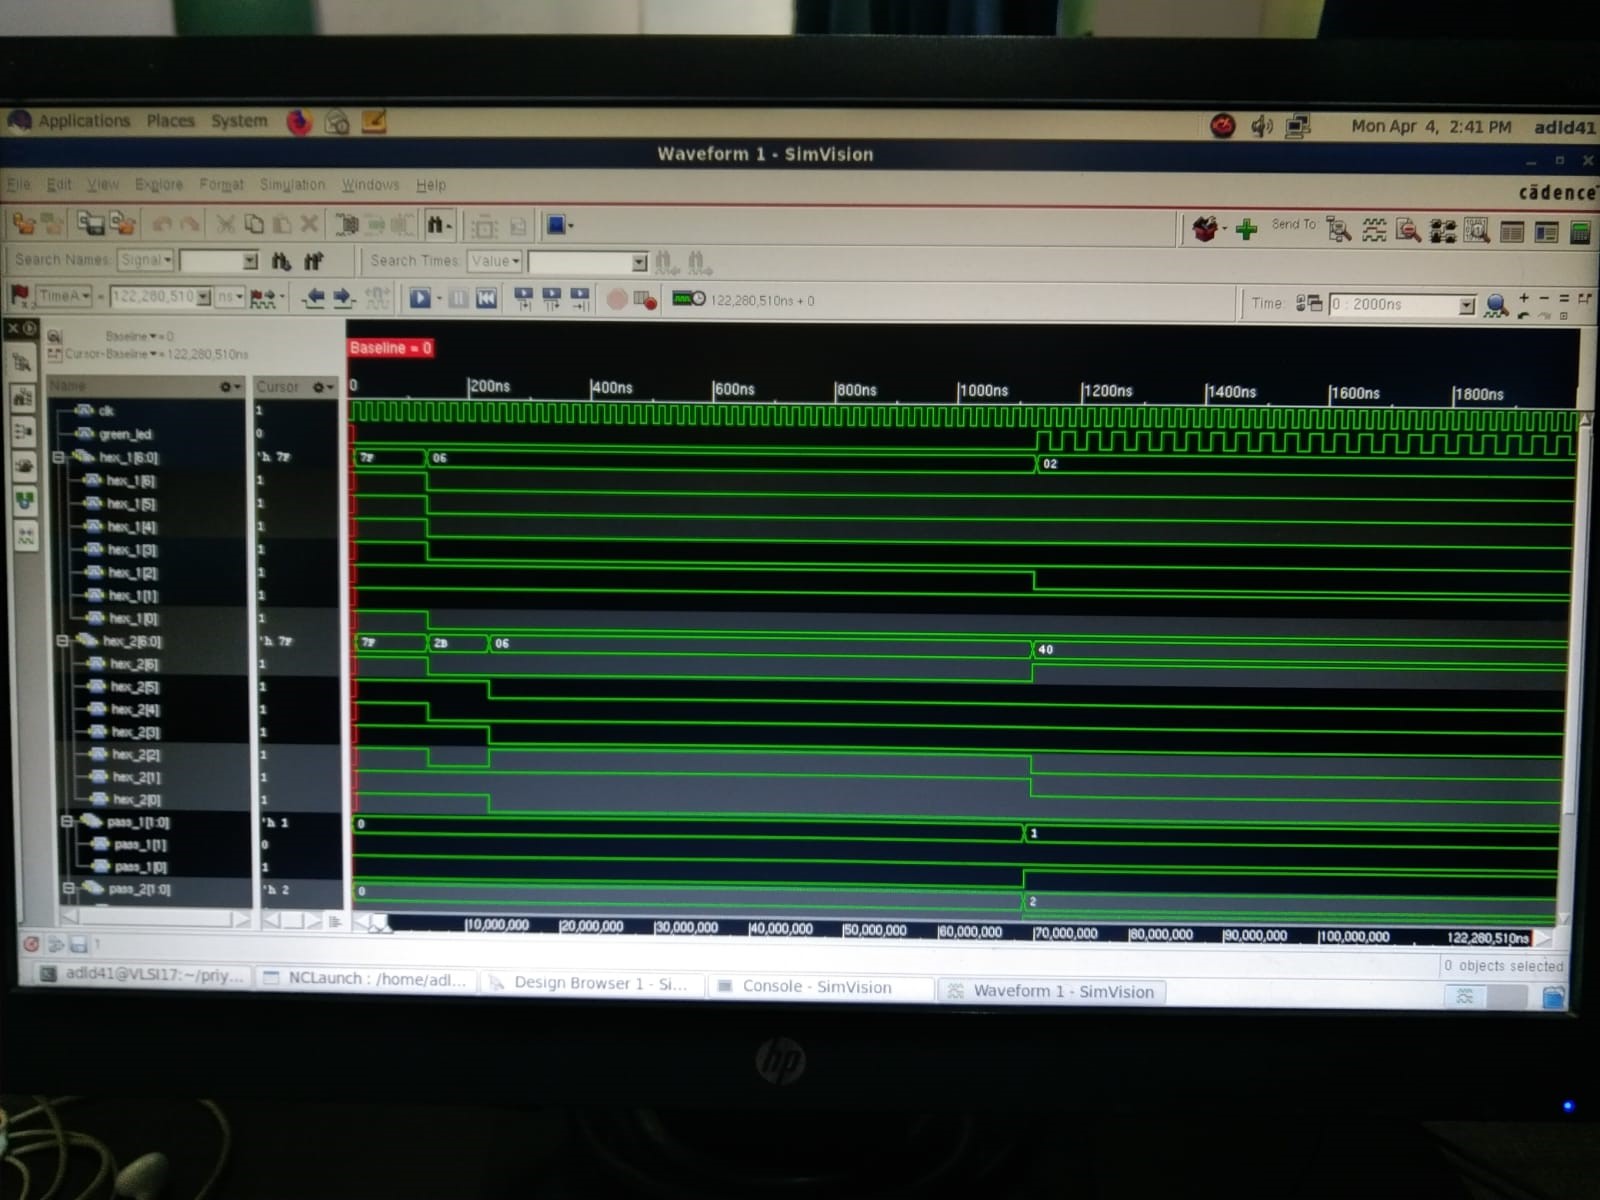 Applications Places System Mon Apr 4, 2:41 PM adld41
Waveform 1 - SimVision
File Edit View Explore Format Simulation Windows Help
cādence
Send To
Search Names: Signal Search Times: Value
TimeA = 122,280,510 ns 122,280,510ns + 0 Time: 0 : 2000ns
Baseline = 0
Cursor-Baseline = 122,280,510ns
Baseline = 0
Name Cursor 0 200ns 400ns 600ns 800ns 1000ns 1200ns 1400ns 1600ns 1800ns
clk 1
green_led 0
hex_1[6:0] 'h 7F 7F 06 02
hex_1[6] 1
hex_1[5] 1
hex_1[4] 1
hex_1[3] 1
hex_1[2] 1
hex_1[1] 1
hex_1[0] 1
hex_2[6:0] 'h 7F 7F 2B 06 40
hex_2[6] 1
hex_2[5] 1
hex_2[4] 1
hex_2[3] 1
hex_2[2] 1
hex_2[1] 1
hex_2[0] 1
pass_1[1:0] 'h 1 0 1
pass_1[1] 0
pass_1[0] 1
pass_2[1:0] 'h 2 0 2
10,000,000 20,000,000 30,000,000 40,000,000 50,000,000 60,000,000 70,000,000 80,000,000 90,000,000 100,000,000 122,280,510ns
1
0 objects selected
adld41@VLSI17:~/priy... NCLaunch : /home/adl... Design Browser 1 - Si... Console - SimVision Waveform 1 - SimVision
hp